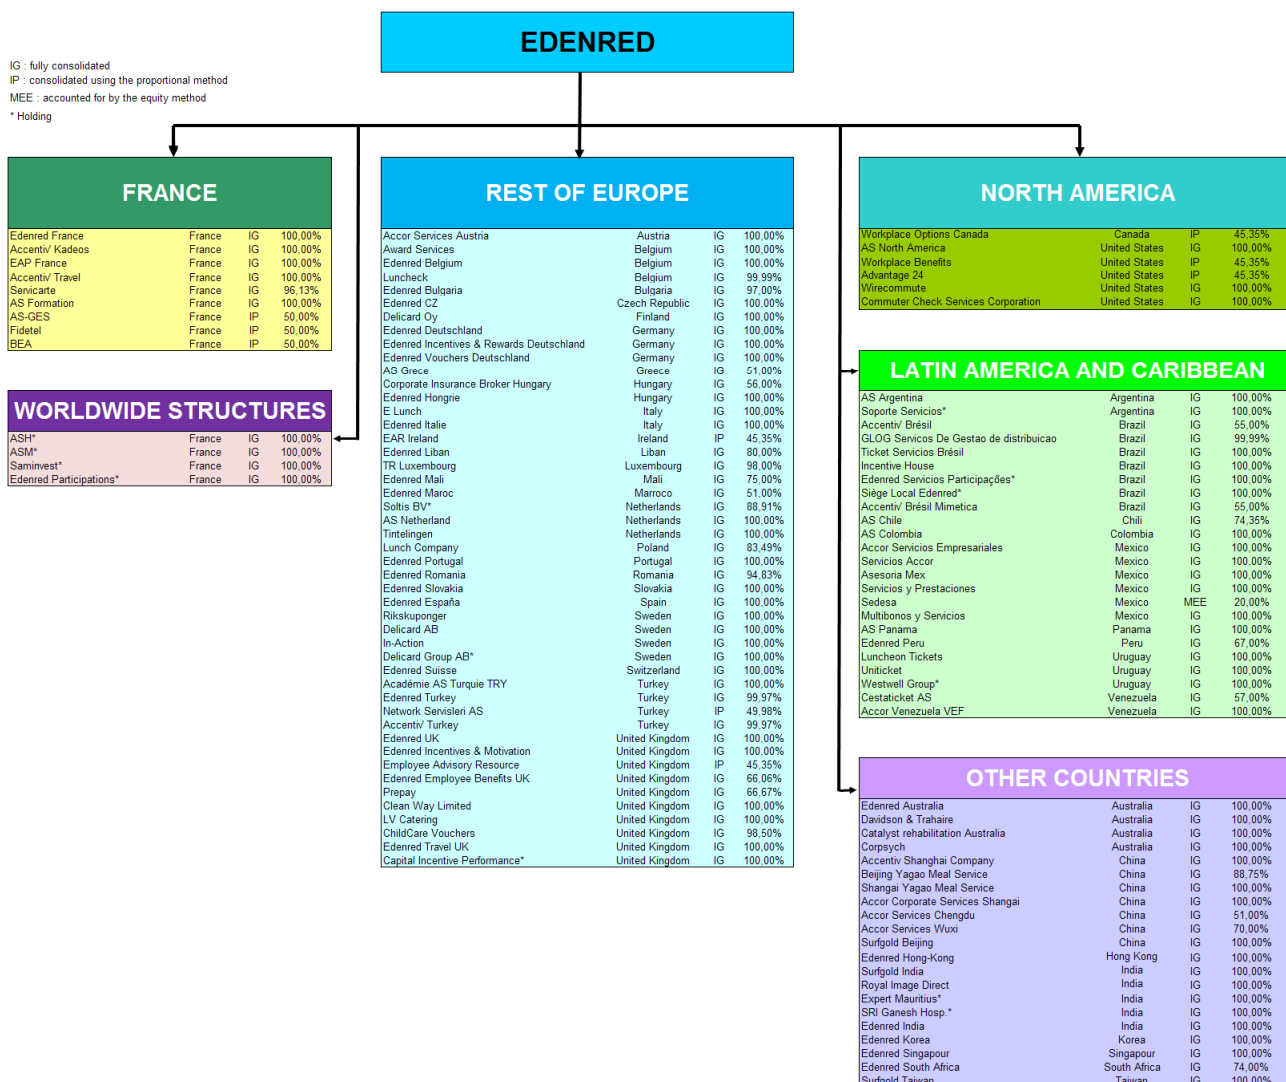 EDENRED
IG : fully consolidated
IP : consolidated using the proportional method
MEE : accounted for by the equity method
* Holding
FRANCE
Edenred France France IG 100,00%
Accentiv' Kadeos France IG 100,00%
EAP France France IG 100,00%
Accentiv' Travel France IG 100,00%
Servicarte France IG 96,13%
AS Formation France IG 100,00%
AS-GES France IP 50,00%
Fidetel France IP 50,00%
BEA France IP 50,00%
WORLDWIDE STRUCTURES
ASH* France IG 100,00%
ASM* France IG 100,00%
Saminvest* France IG 100,00%
Edenred Participations* France IG 100,00%
REST OF EUROPE
Accor Services Austria Austria IG 100,00%
Award Services Belgium IG 100,00%
Edenred Belgium Belgium IG 100,00%
Luncheck Belgium IG 99,99%
Edenred Bulgaria Bulgaria IG 97,00%
Edenred CZ Czech Republic IG 100,00%
Delicard Oy Finland IG 100,00%
Edenred Deutschland Germany IG 100,00%
Edenred Incentives & Rewards Deutschland Germany IG 100,00%
Edenred Vouchers Deutschland Germany IG 100,00%
AS Grece Greece IG 51,00%
Corporate Insurance Broker Hungary Hungary IG 56,00%
Edenred Hongrie Hungary IG 100,00%
E Lunch Italy IG 100,00%
Edenred Italie Italy IG 100,00%
EAR Ireland Ireland IP 45,35%
Edenred Liban Liban IG 80,00%
TR Luxembourg Luxembourg IG 98,00%
Edenred Mali Mali IG 75,00%
Edenred Maroc Marroco IG 51,00%
Soltis BV* Netherlands IG 88,91%
AS Netherland Netherlands IG 100,00%
Tintelingen Netherlands IG 100,00%
Lunch Company Poland IG 83,49%
Edenred Portugal Portugal IG 100,00%
Edenred Romania Romania IG 94,83%
Edenred Slovakia Slovakia IG 100,00%
Edenred España Spain IG 100,00%
Rikskuponger Sweden IG 100,00%
Delicard AB Sweden IG 100,00%
In-Action Sweden IG 100,00%
Delicard Group AB* Sweden IG 100,00%
Edenred Suisse Switzerland IG 100,00%
Académie AS Turquie TRY Turkey IG 100,00%
Edenred Turkey Turkey IG 99,97%
Network Servisleri AS Turkey IP 49,98%
Accentiv' Turkey Turkey IG 99,97%
Edenred UK United Kingdom IG 100,00%
Edenred Incentives & Motivation United Kingdom IG 100,00%
Employee Advisory Resource United Kingdom IP 45,35%
Edenred Employee Benefits UK United Kingdom IG 66,06%
Prepay United Kingdom IG 66,67%
Clean Way Limited United Kingdom IG 100,00%
LV Catering United Kingdom IG 100,00%
ChildCare Vouchers United Kingdom IG 98,50%
Edenred Travel UK United Kingdom IG 100,00%
Capital Incentive Performance* United Kingdom IG 100,00%
NORTH AMERICA
Workplace Options Canada Canada IP 45,35%
AS North America United States IG 100,00%
Workplace Benefits United States IP 45,35%
Advantage 24 United States IP 45,35%
Wirecommute United States IG 100,00%
Commuter Check Services Corporation United States IG 100,00%
LATIN AMERICA AND CARIBBEAN
AS Argentina Argentina IG 100,00%
Soporte Servicios* Argentina IG 100,00%
Accentiv' Brésil Brazil IG 55,00%
GLOG Servicos De Gestao de distribuicao Brazil IG 99,99%
Ticket Servicios Brésil Brazil IG 100,00%
Incentive House Brazil IG 100,00%
Edenred Servicios Participações* Brazil IG 100,00%
Siège Local Edenred* Brazil IG 100,00%
Accentiv' Brésil Mimetica Brazil IG 55,00%
AS Chile Chili IG 74,35%
AS Colombia Colombia IG 100,00%
Accor Servicios Empresariales Mexico IG 100,00%
Servicios Accor Mexico IG 100,00%
Asesoria Mex Mexico IG 100,00%
Servicios y Prestaciones Mexico IG 100,00%
Sedesa Mexico MEE 20,00%
Multibonos y Servicios Mexico IG 100,00%
AS Panama Panama IG 100,00%
Edenred Peru Peru IG 67,00%
Luncheon Tickets Uruguay IG 100,00%
Uniticket Uruguay IG 100,00%
Westwell Group* Uruguay IG 100,00%
Cestaticket AS Venezuela IG 57,00%
Accor Venezuela VEF Venezuela IG 100,00%
OTHER COUNTRIES
Edenred Australia Australia IG 100,00%
Davidson & Trahaire Australia IG 100,00%
Catalyst rehabilitation Australia Australia IG 100,00%
Corpsych Australia IG 100,00%
Accentiv Shanghai Company China IG 100,00%
Beijing Yagao Meal Service China IG 88,75%
Shangai Yagao Meal Service China IG 100,00%
Accor Corporate Services Shangai China IG 100,00%
Accor Services Chengdu China IG 51,00%
Accor Services Wuxi China IG 70,00%
Surfgold Beijing China IG 100,00%
Edenred Hong-Kong Hong Kong IG 100,00%
Surfgold India India IG 100,00%
Royal Image Direct India IG 100,00%
Expert Mauritius* India IG 100,00%
SRI Ganesh Hosp.* India IG 100,00%
Edenred India India IG 100,00%
Edenred Korea Korea IG 100,00%
Edenred Singapour Singapour IG 100,00%
Edenred South Africa South Africa IG 74,00%
Surfgold Taiwan Taiwan IG 100,00%